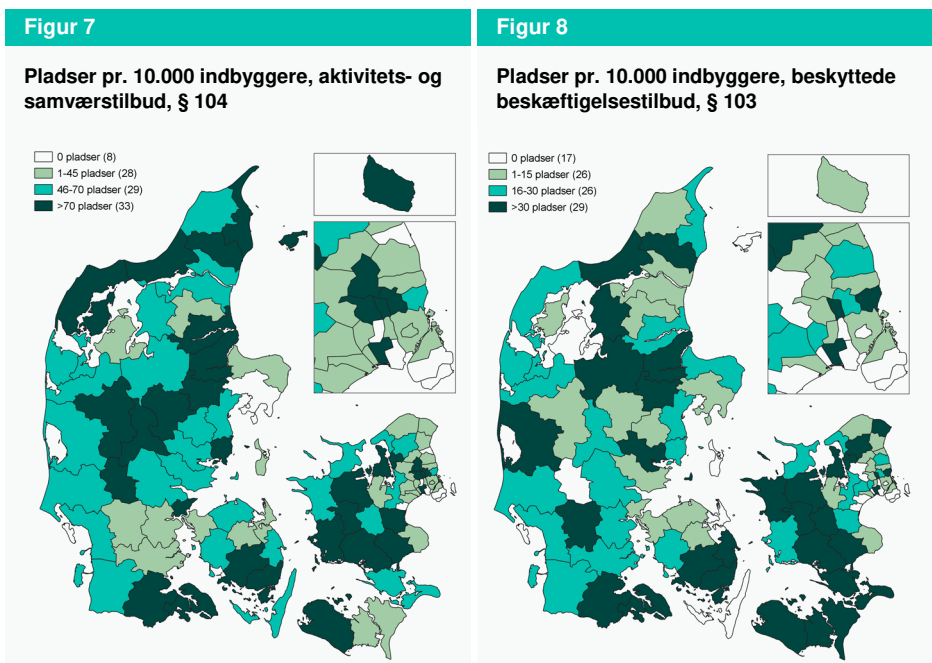 Figur 7
Pladser pr. 10.000 indbyggere, aktivitets- og
samværstilbud, § 104
0 pladser (8)
1-45 pladser (28)
46-70 pladser (29)
>70 pladser (33)
Figur 8
Pladser pr. 10.000 indbyggere, beskyttede
beskæftigelsestilbud, § 103
0 pladser (17)
1-15 pladser (26)
16-30 pladser (26)
>30 pladser (29)